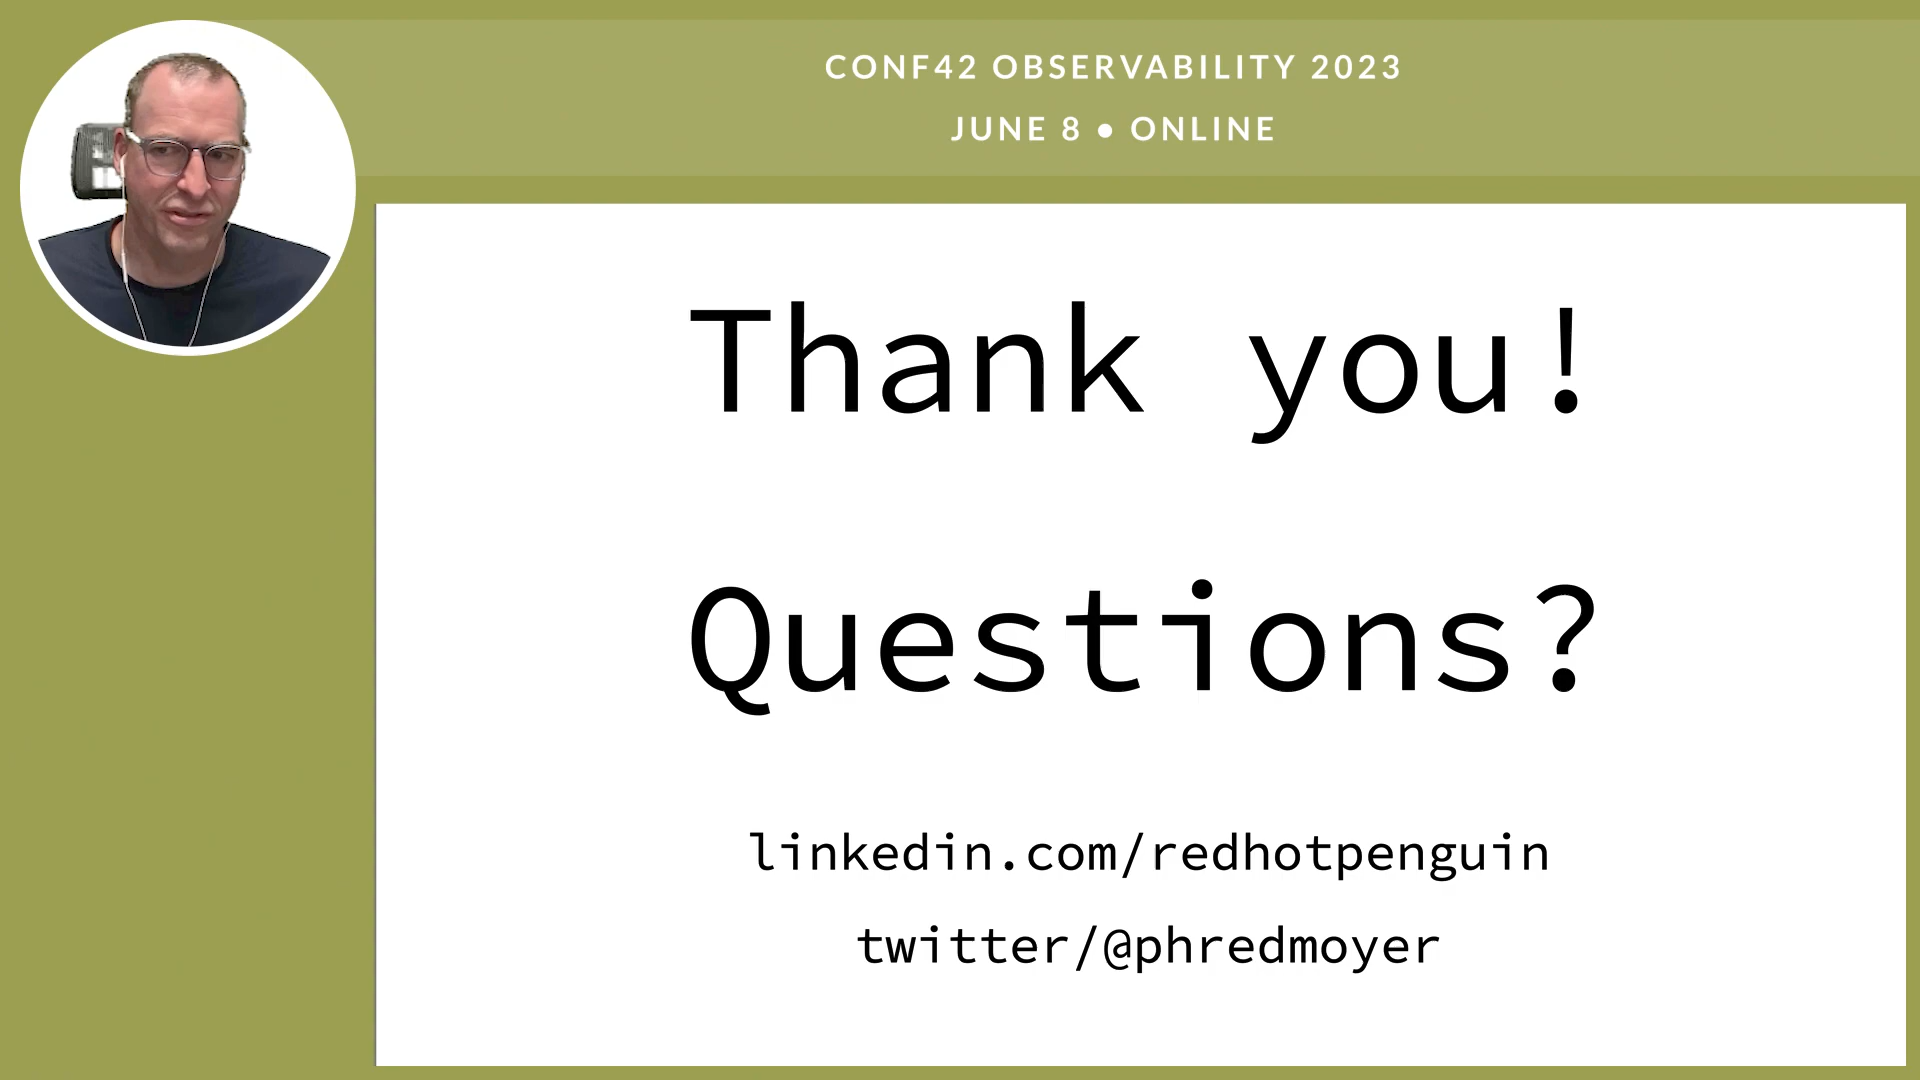 CONF42 OBSERVABILITY 2023
JUNE 8 • ONLINE
Thank you!
Questions?
linkedin.com/redhotpenguin
twitter/@phredmoyer